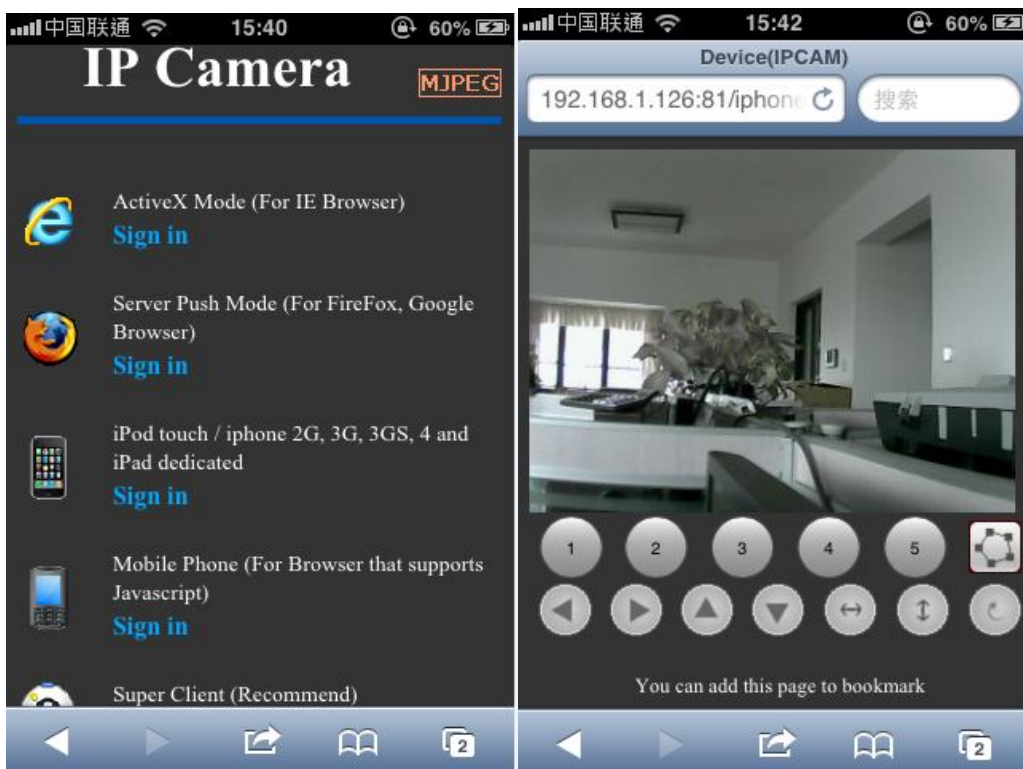 中国联通 15:40 60%
IP Camera
MJPEG
ActiveX Mode (For IE Browser)
Sign in
Server Push Mode (For FireFox, Google
Browser)
Sign in
iPod touch / iphone 2G, 3G, 3GS, 4 and
iPad dedicated
Sign in
Mobile Phone (For Browser that supports
Javascript)
Sign in
Super Client (Recommend)
2
中国联通 15:42 60%
Device(IPCAM)
192.168.1.126:81/iphone
搜索
1 2 3 4 5
You can add this page to bookmark
2